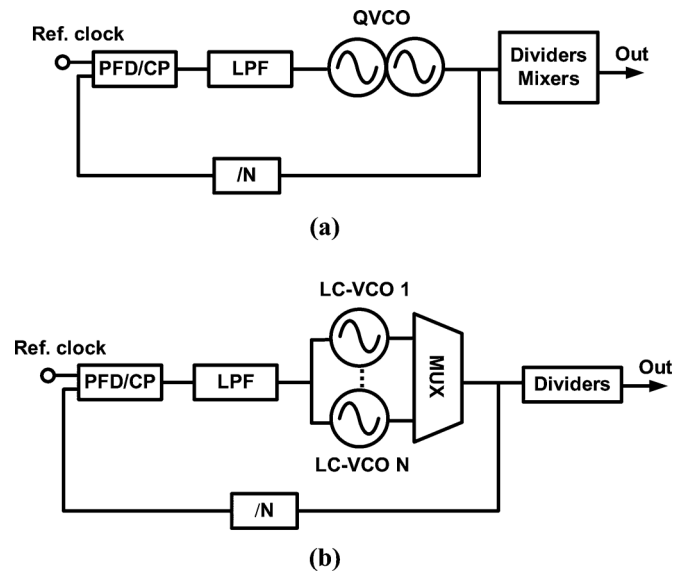 QVCO
Ref. clock
PFD/CP
LPF
Dividers
Mixers
Out
/N
(a)
LC-VCO 1
Ref. clock
PFD/CP
LPF
MUX
Dividers
Out
LC-VCO N
/N
(b)